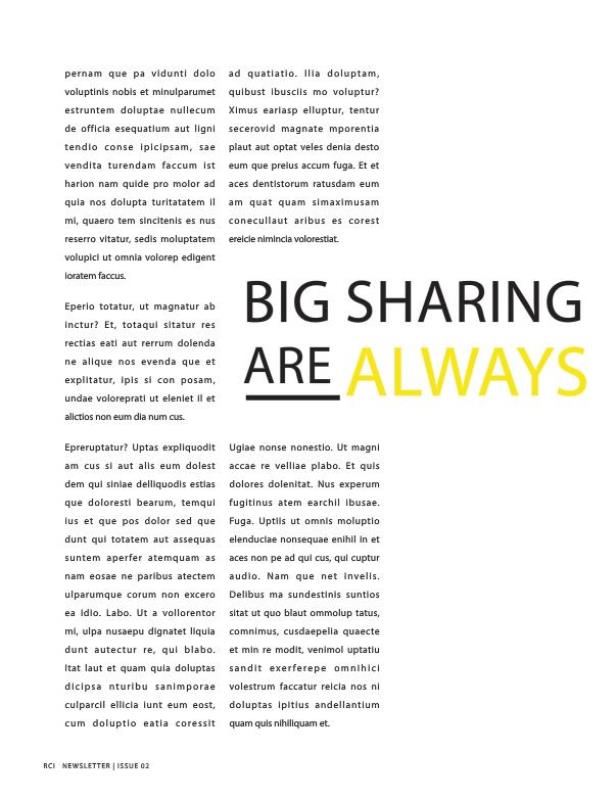 pernam que pa vidunti dolo
voluptinis nobis et minulparumet
estruntem doluptae nullecum
de officia esequatium aut ligni
tendio conse ipicipsam, sae
vendita turendam faccum ist
harion nam quide pro molor ad
quia nos dolupta turitatatem il
mi, quaero tem sincitenis es nus
reserro vitatur, sedis moluptatem
volupici ut omnia volorep edigent
ioratem faccus.
Eperio totatur, ut magnatur ab
inctur? Et, totaqui sitatur res
rectias eati aut rerrum dolenda
ne alique nos evenda que et
explitatur, ipis si con posam,
undae voloreprati ut eleniet il et
alictios non eum dia num cus.
Epreruptatur? Uptas expliquodit
am cus si aut alis eum dolest
dem qui siniae delliquodis estias
que doloresti bearum, temqui
ius et que pos dolor sed que
dunt qui totatem aut assequas
suntem aperfer atemquam as
nam eosae ne paribus atectem
ulparumque corum non excero
ea idio. Labo. Ut a vollorentor
mi, ulpa nusaepu dignatet liquia
dunt autectur re, qui blabo.
Itat laut et quam quia doluptas
dicipsa nturibu sanimporae
culparcil ellicia iunt eum eost,
cum doluptio eatia coressit
ad quatiatio. Ilia doluptam,
quibust ibusciis mo voluptur?
Ximus eariasp elluptur, tentur
secerovid magnate mporentia
plaut aut optat veles denia desto
eum que preius accum fuga. Et et
aces dentistorum ratusdam eum
am quat quam simaximusam
conecullaut aribus es corest
ereicie nimincia volorestiat.
BIG SHARING
ARE ALWAYS
Ugiae nonse nonestio. Ut magni
accae re velliae plabo. Et quis
dolores dolenitat. Nus experum
fugitinus atem earchil ibusae.
Fuga. Uptiis ut omnis moluptio
elenduciae nonsequae enihil in et
aces non pe ad qui cus, qui cuptur
audio. Nam que net invelis.
Delibus ma sundestinis suntios
sitat ut quo blaut ommolup tatus,
comnimus, cusdaepelia quaecte
et min re modit, venimol uptatiu
sandit exerferepe omnihici
volestrum faccatur reicia nos ni
doluptas ipitius andellantium
quam quis nihiliquam et.
RCI NEWSLETTER | ISSUE 02